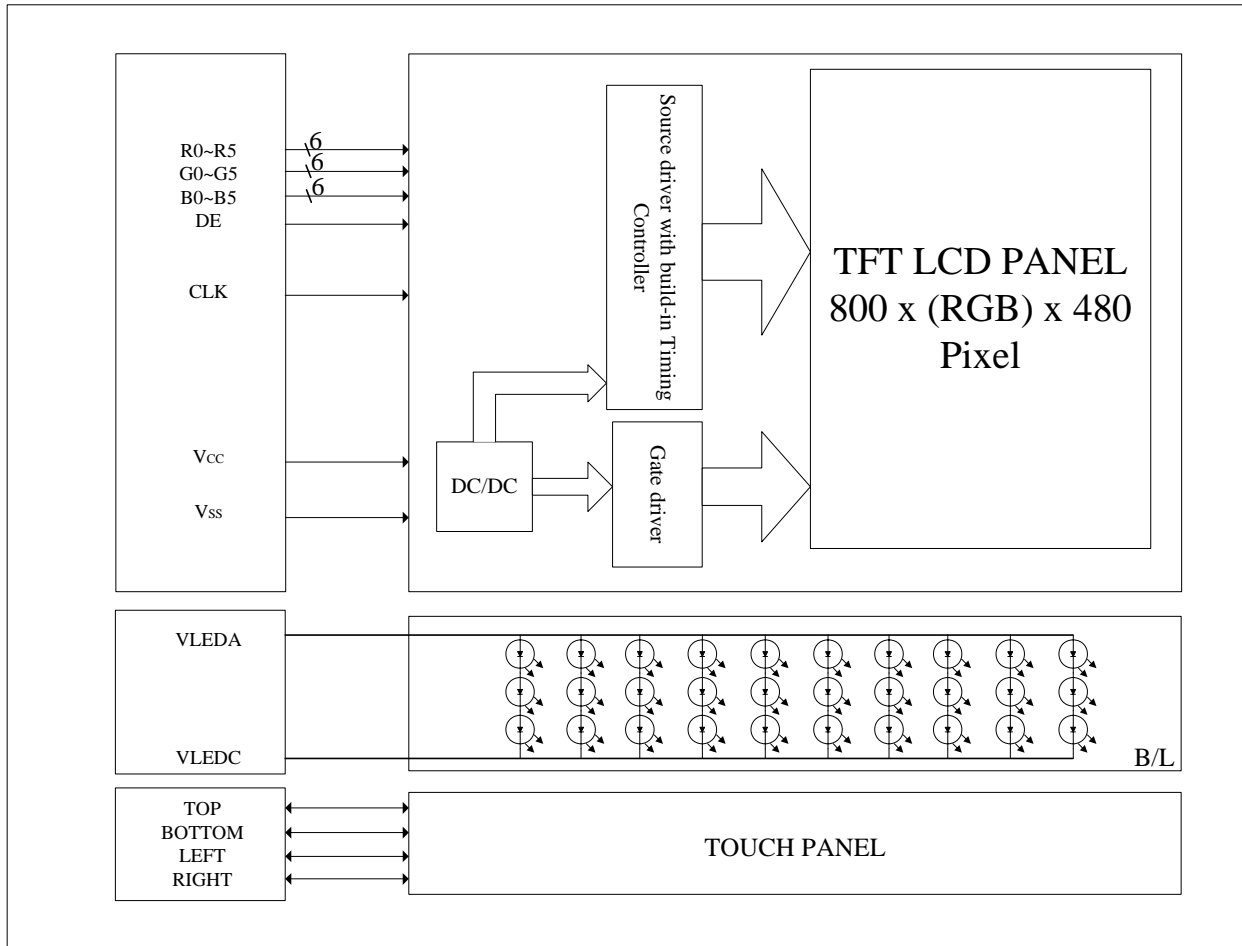 R0~R5
G0~G5
B0~B5
DE
CLK
VCC
VSS
6
6
6
Source driver with build-in Timing
Controller
DC/DC
Gate driver
TFT LCD PANEL
800 x (RGB) x 480
Pixel
VLEDA
VLEDC
B/L
TOP
BOTTOM
LEFT
RIGHT
TOUCH PANEL